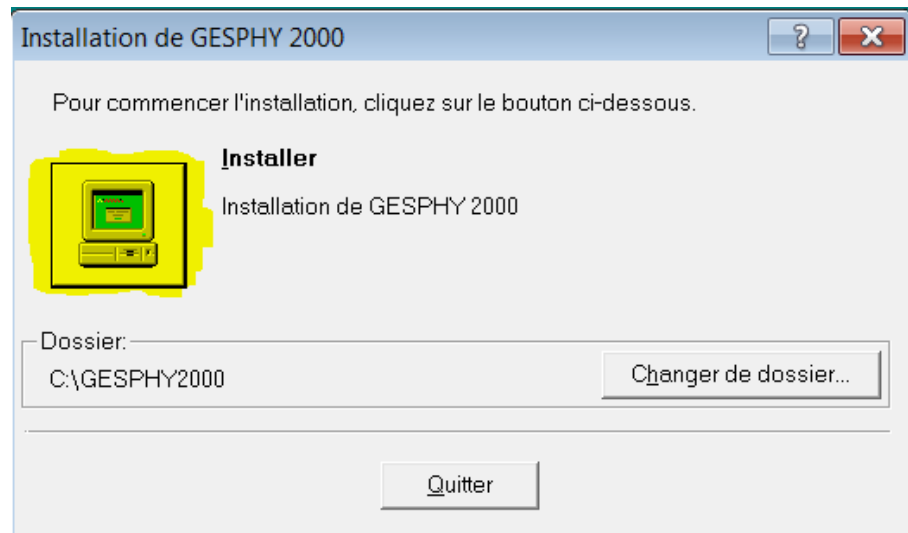 Installation de GESPHY 2000
Pour commencer l'installation, cliquez sur le bouton ci-dessous.
Installer
Installation de GESPHY 2000
Dossier:
C:\GESPHY2000
Changer de dossier...
Quitter